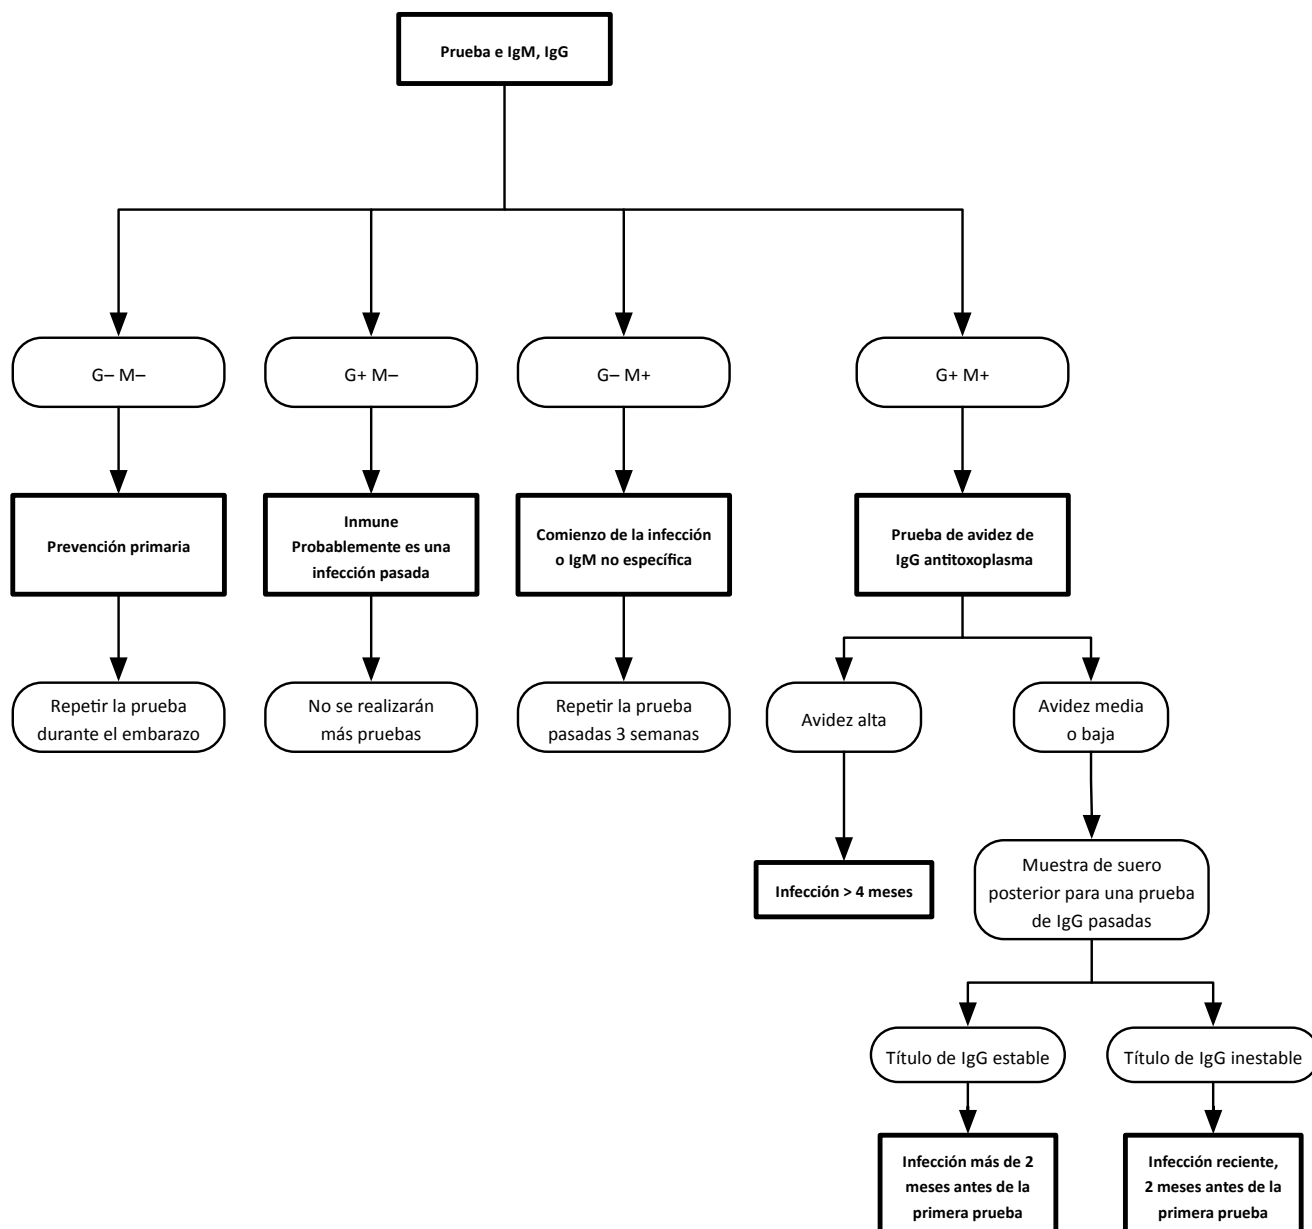 Prueba e IgM, IgG
G– M–
G+ M–
G– M+
G+ M+
Prevención primaria
Inmune
Probablemente es una
infección pasada
Comienzo de la infección
o IgM no específica
Prueba de avidez de
IgG antitoxoplasma
Repetir la prueba
durante el embarazo
No se realizarán
más pruebas
Repetir la prueba
pasadas 3 semanas
Avidez alta
Avidez media
o baja
Infección > 4 meses
Muestra de suero
posterior para una prueba
de IgG pasadas
Título de IgG estable
Título de IgG inestable
Infección más de 2
meses antes de la
primera prueba
Infección reciente,
2 meses antes de la
primera prueba